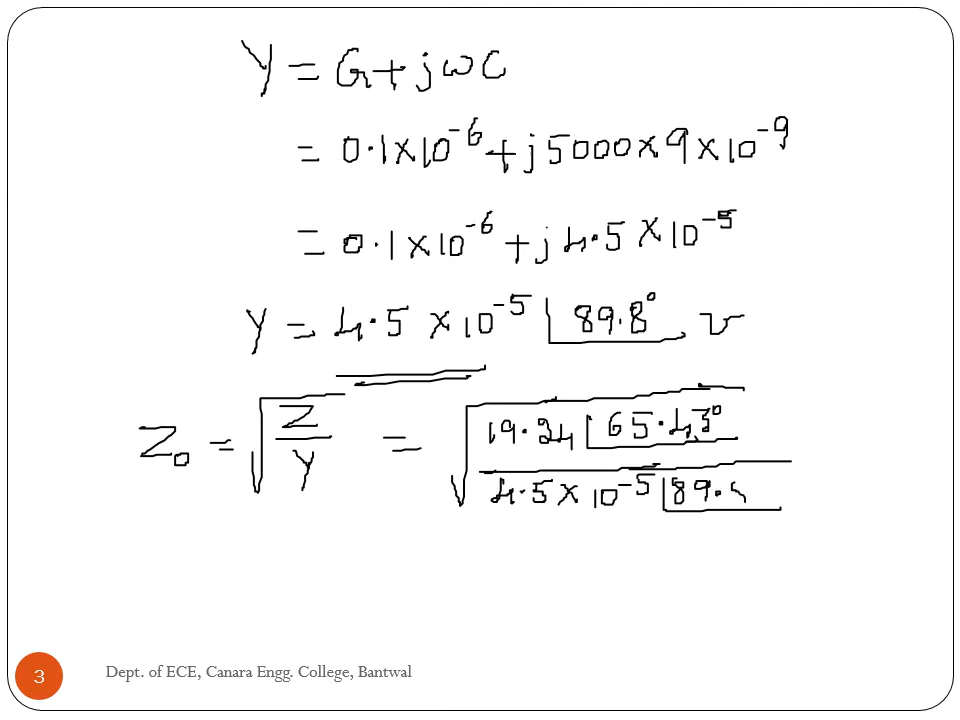 Y = G + jωC
= 0.1 × 10⁻⁶ + j5000 × 9 × 10⁻⁹
= 0.1 × 10⁻⁶ + j4.5 × 10⁻⁵
Y = 4.5 × 10⁻⁵ ∠89.8° ℧
Z₀ = √(Z/Y) = √(19.24 ∠65.43° / 4.5 × 10⁻⁵ ∠89.
3
Dept. of ECE, Canara Engg. College, Bantwal